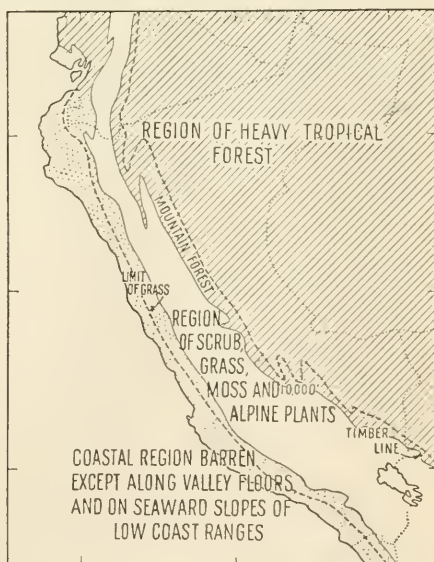 REGION OF HEAVY TROPICAL
FOREST
MOUNTAIN FOREST
LIMIT OF GRASS
REGION
OF SCRUB,
GRASS,
MOSS AND 10,000'
ALPINE PLANTS
TIMBER
LINE
COASTAL REGION BARREN
EXCEPT ALONG VALLEY FLOORS
AND ON SEAWARD SLOPES OF
LOW COAST RANGES